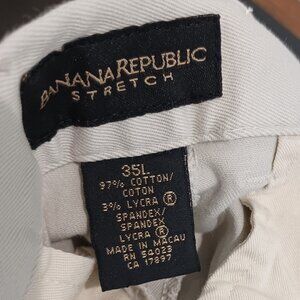 BANANA REPUBLIC
STRETCH
35L
97% COTTON/
COTON
3% LYCRA ®
SPANDEX/
SPANDEX
LYCRA ®
MADE IN MACAU
RN 54023
CA 17897